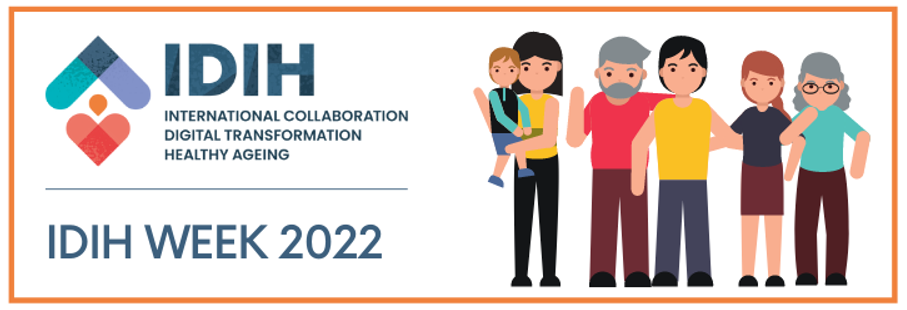 IDIH
INTERNATIONAL COLLABORATION
DIGITAL TRANSFORMATION
HEALTHY AGEING
IDIH WEEK 2022